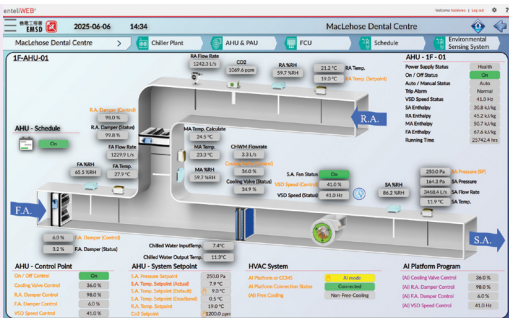 enteliWEB
Welcome
機電工程署
EMSD
2025-06-06 14:34
MacLehose Dental Centre
MacLehose Dental Centre >
Chiller Plant
AHU & PAU
FCU
Schedule
Environmental Sensing System
1F-AHU-01
RA Flow Rate
1242.2 L/s
CO2
1069.6 ppm
RA %RH
59.7 %RH
21.2 °C RA Temp.
19.0 °C RA Temp. (Setpoint)
R.A. Damper (Control)
98.0 %
R.A. Damper (Status)
99.8 %
FA Flow Rate
1229.9 L/s
FA %RH
65.5 %RH
FA Temp.
27.9 °C
AHU - Schedule
On
MA Temp. Calculate
24.5 °C
MA Temp.
23.3 °C
MA %RH
59.7 %RH
CHWM Flowrate
3.3 L/s
36.0 %
Cooling Valve (Status)
34.9 %
S.A. Fan Status On
VSD Speed (Control) 41.0 %
VSD Speed (Status) 41.0 Hz
SA %RH
86.2 %RH
250.0 Pa
164.3 Pa SA Pressure
SA Flow Rate
11.9 °C SA Temp.
R.A.
F.A.
S.A.
6.0 % F.A. Damper (Control)
3.2 % F.A. Damper (Status)
Chilled Water Input Temp. 7.4°C
Chilled Water Output Temp. 11.3°C
AHU - 1F - 01
Power Supply Status Health
On / Off Status On
Auto / Manual Status Auto
Trip Alarm Normal
VSD Speed Status 41.0 Hz
SA Enthalpy 30.8 kJ/kg
RA Enthalpy 45.2 kJ/kg
MA Enthalpy 50.7 kJ/kg
FA Enthalpy 67.6 kJ/kg
Running Time
AHU - Control Point
On / Off Control On
Cooling Valve Control 36.0 %
R.A. Damper Control 98.0 %
F.A. Damper Control 6.0 %
VSD Speed Control 41.0 %
AHU - System Setpoint
S.A. Pressure Setpoint 250.0 Pa
S.A. Temp. Setpoint (Actual) 7.9 °C
S.A. Temp. Setpoint (Default) 9.0 °C
S.A. Temp. Setpoint (Deadband) 0.5 °C
R.A. Temp. Setpoint 19.0 °C
Co2 Setpoint 1200.0 ppm
HVAC System
AI Platform or CCMS AI mode
AI Platform Connection Status Connected
AI Free Cooling Non-Free Cooling
AI Platform Program
(AI) Cooling Valve Control 36.0 %
(AI) R.A. Damper Control 98.0 %
(AI) F.A. Damper Control 6.0 %
(AI) VSD Speed Control 41.0 %